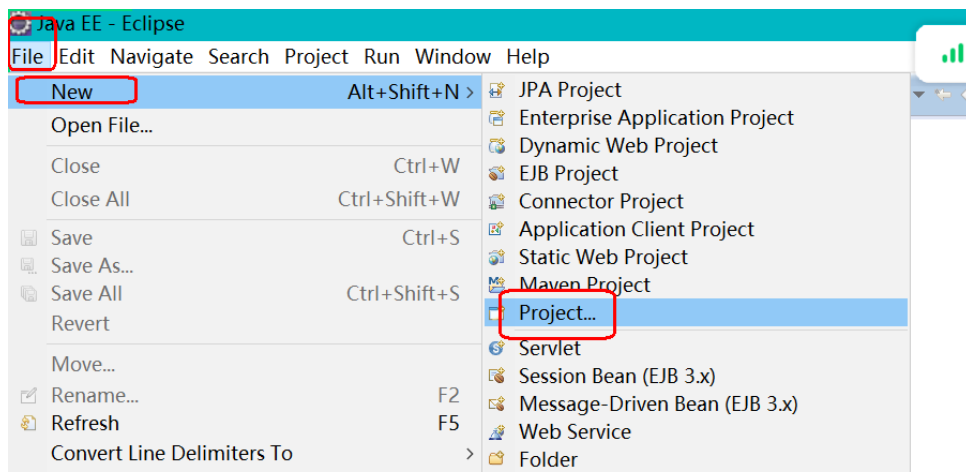 Java EE - Eclipse
File Edit Navigate Search Project Run Window Help
New Alt+Shift+N >
Open File...
Close Ctrl+W
Close All Ctrl+Shift+W
Save Ctrl+S
Save As...
Save All Ctrl+Shift+S
Revert
Move...
Rename... F2
Refresh F5
Convert Line Delimiters To >
JPA Project
Enterprise Application Project
Dynamic Web Project
EJB Project
Connector Project
Application Client Project
Static Web Project
Maven Project
Project...
Servlet
Session Bean (EJB 3.x)
Message-Driven Bean (EJB 3.x)
Web Service
Folder